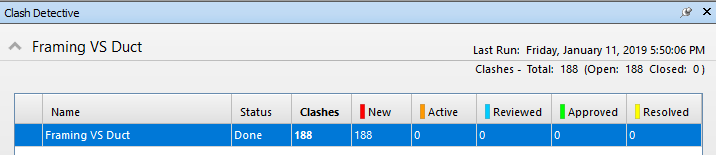 Clash Detective
Framing VS Duct
Last Run: Friday, January 11, 2019 5:50:06 PM
Clashes - Total: 188 (Open: 188 Closed: 0 )
Name Status Clashes New Active Reviewed Approved Resolved
Framing VS Duct Done 188 188 0 0 0 0